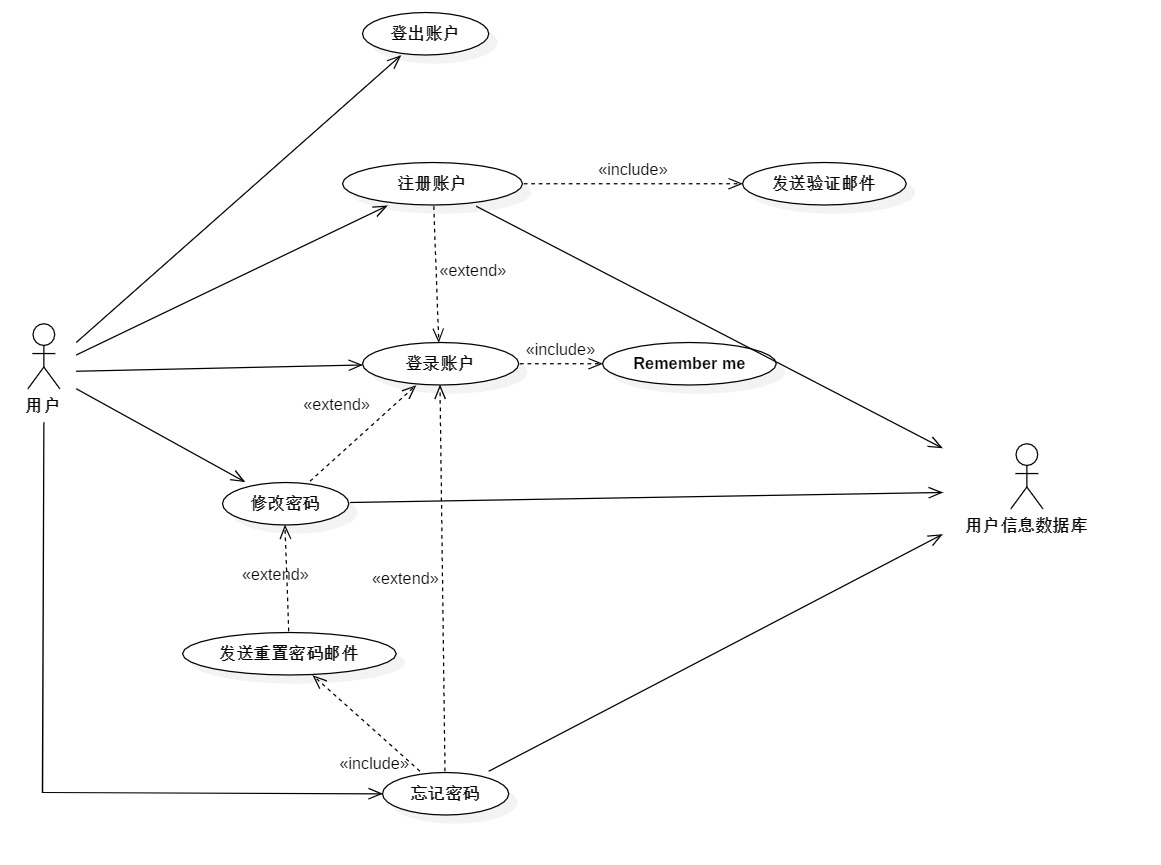 登出账户
注册账户
«include»
发送验证邮件
«extend»
登录账户
«include»
Remember me
用户
«extend»
修改密码
用户信息数据库
«extend»
«extend»
发送重置密码邮件
«include»
忘记密码